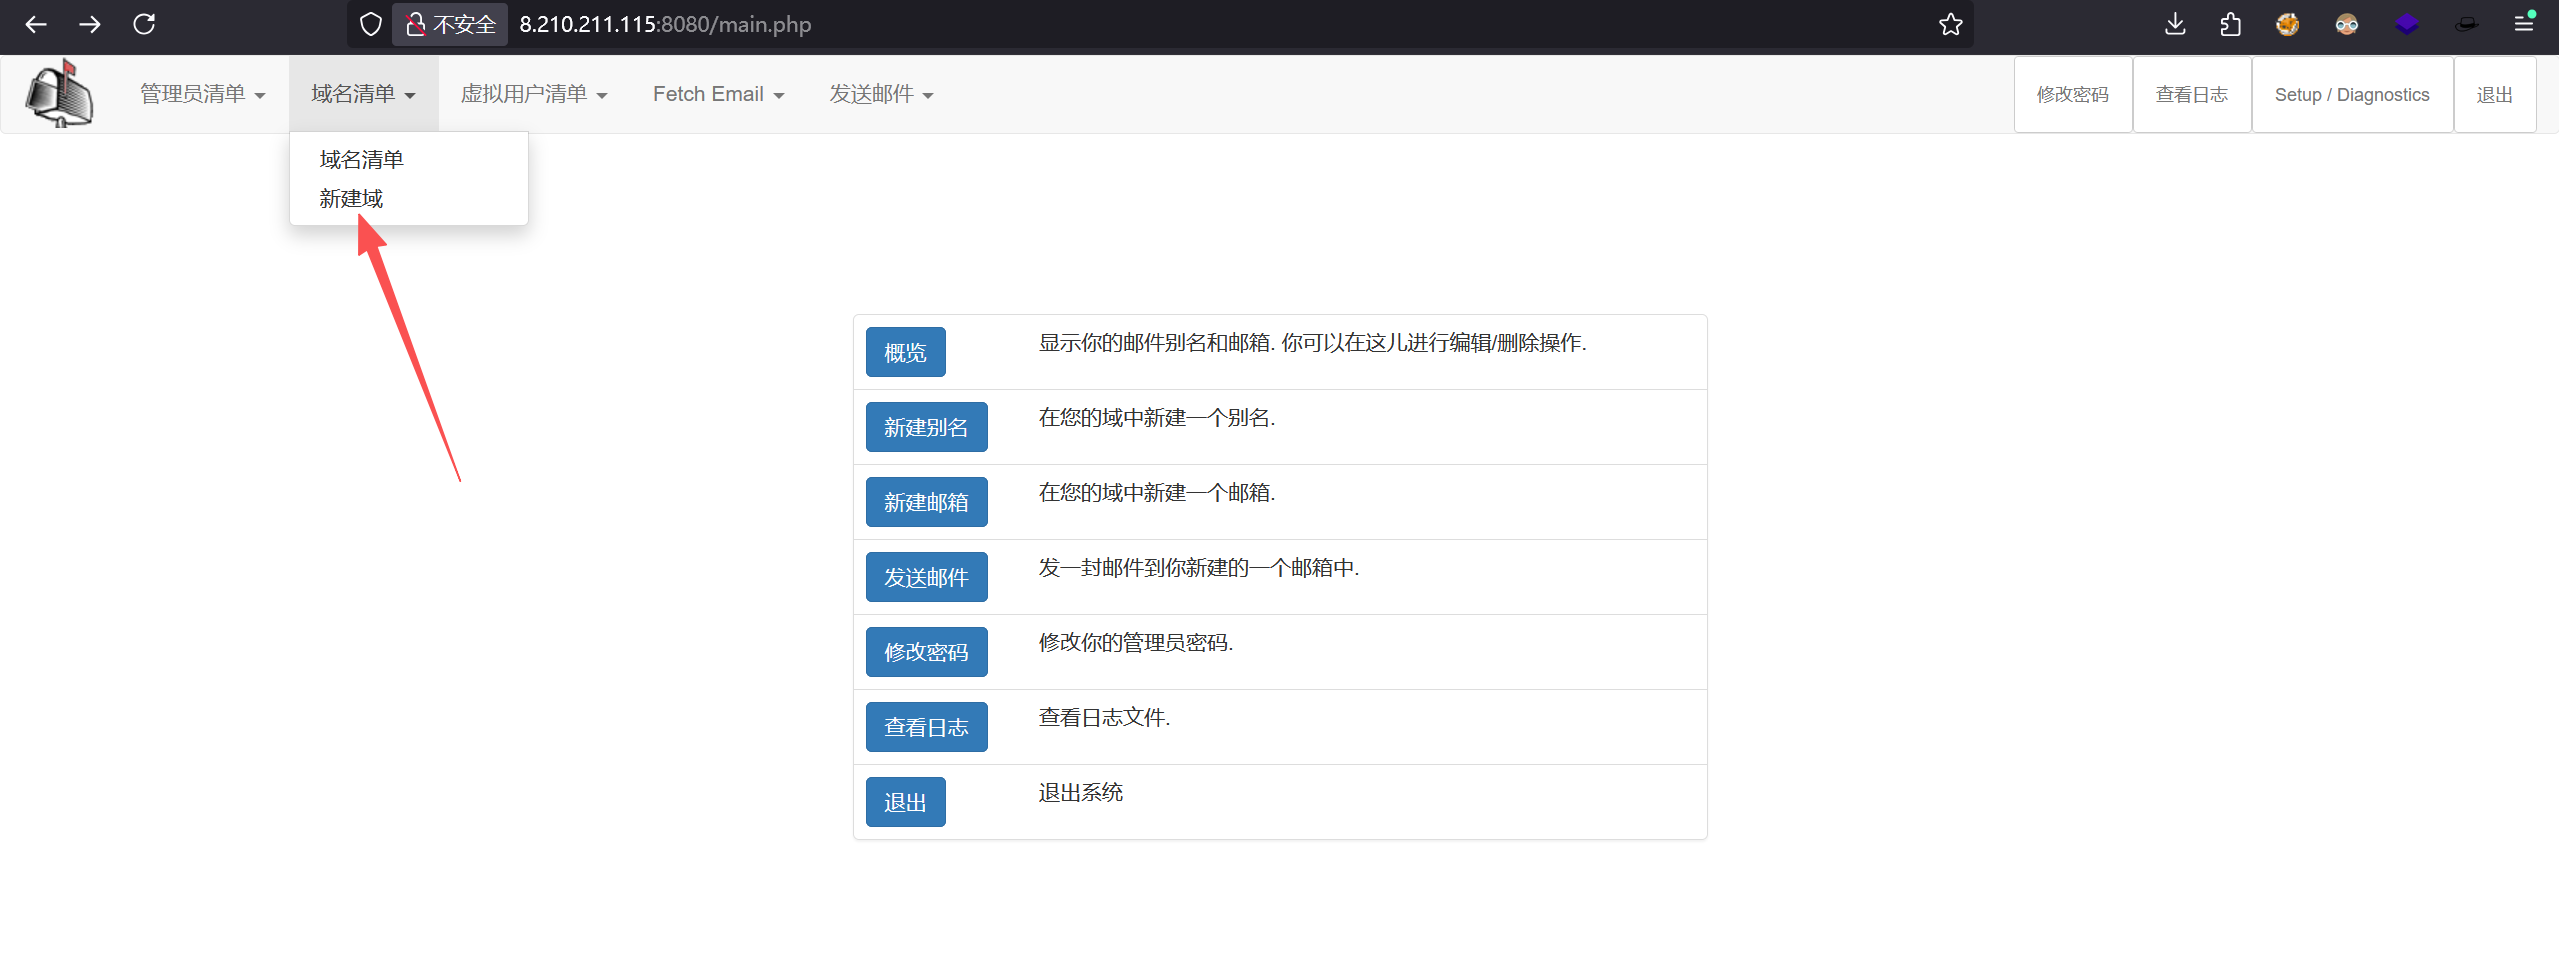 不安全 8.210.211.115:8080/main.php
管理员清单 域名清单 虚拟用户清单 Fetch Email 发送邮件 修改密码 查看日志 Setup / Diagnostics 退出
域名清单
新建域
概览 显示你的邮件别名和邮箱. 你可以在这儿进行编辑/删除操作.
新建别名 在您的域中新建一个别名.
新建邮箱 在您的域中新建一个邮箱.
发送邮件 发一封邮件到你新建的一个邮箱中.
修改密码 修改你的管理员密码.
查看日志 查看日志文件.
退出 退出系统